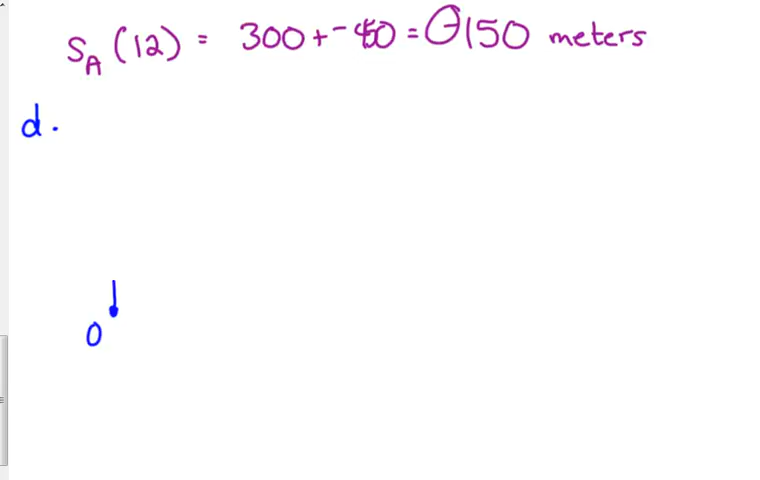 S_A (12) = 300 + -450 = -150 meters
d.
0